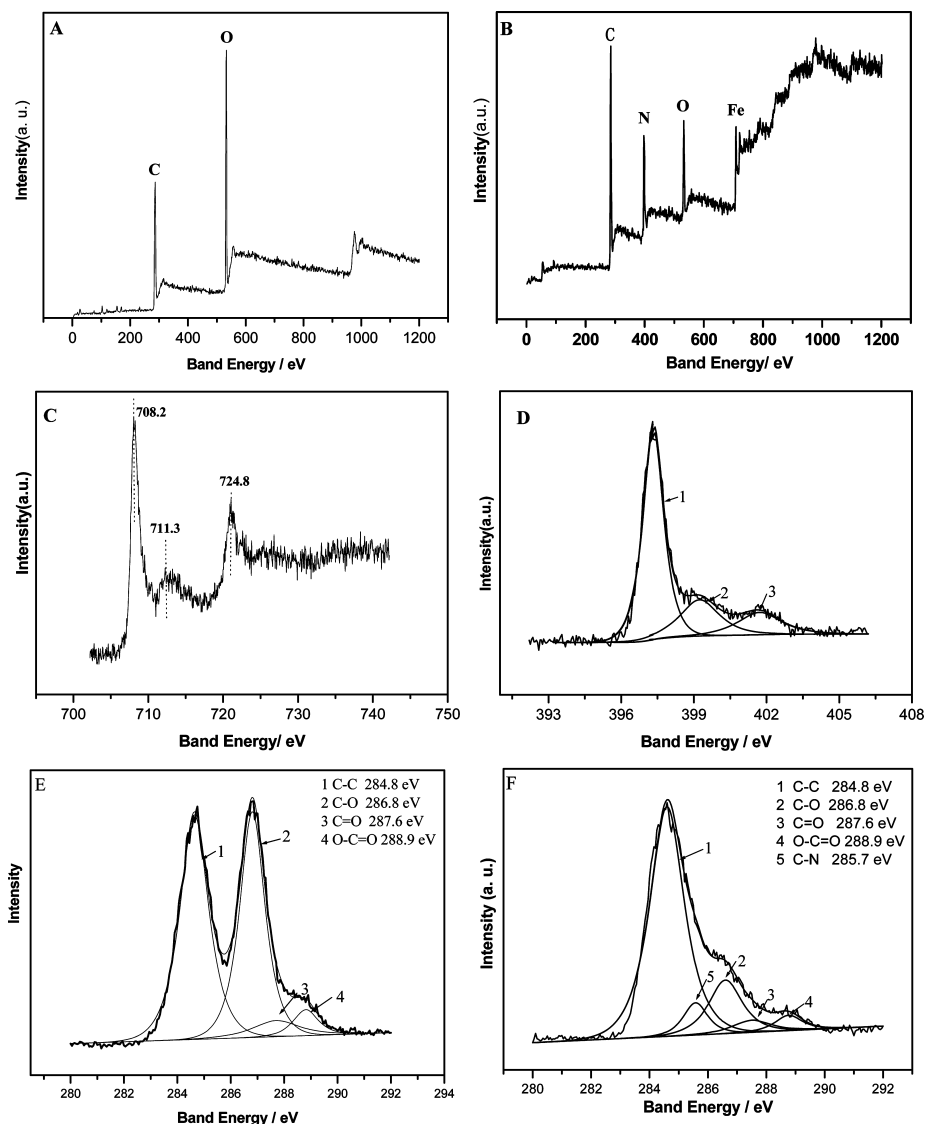 A
O
C
Intensity(a. u.)
0 200 400 600 800 1000 1200
Band Energy / eV
B
C
N
O
Fe
Intensity(a.u.)
0 200 400 600 800 1000 1200
Band Energy / eV
C
708.2
724.8
711.3
Intensity(a.u.)
700 710 720 730 740 750
Band Energy/ eV
D
1
2
3
Intensity(a.u.)
393 396 399 402 405 408
Band Energy/ eV
E
1 C-C 284.8 eV
2 C-O 286.8 eV
3 C=O 287.6 eV
4 O-C=O 288.9 eV
1
2
3
4
Intensity
280 282 284 286 288 290 292 294
Band Energy / eV
F
1 C-C 284.8 eV
2 C-O 286.8 eV
3 C=O 287.6 eV
4 O-C=O 288.9 eV
5 C-N 285.7 eV
1
2
5
3
4
Intensity (a. u.)
280 282 284 286 288 290 292
Band Energy / eV